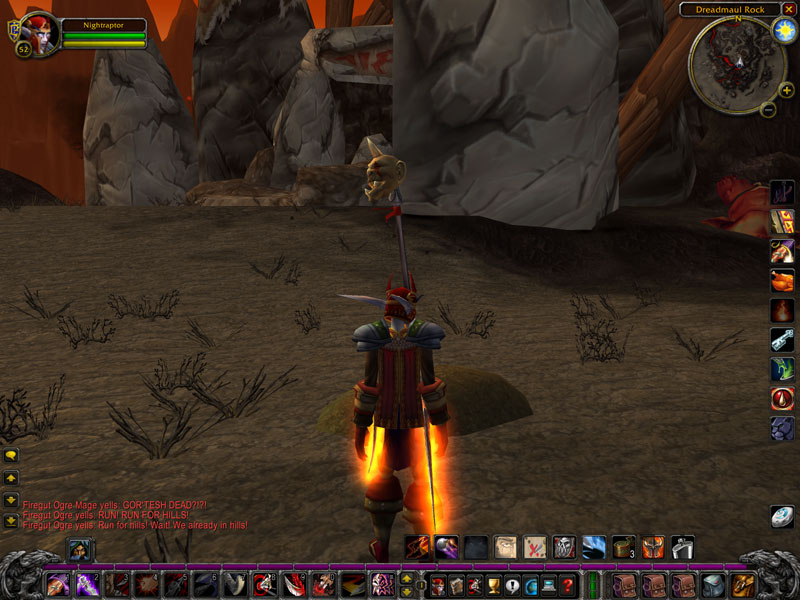 Nightraptor
52
Dreadmaul Rock
N
Firegut Ogre Mage yells: GOR'TESH DEAD?!?!
Firegut Ogre yells: RUN! RUN FOR HILLS!
Firegut Ogre yells: Run for hills! Wait! We already in hills!
3